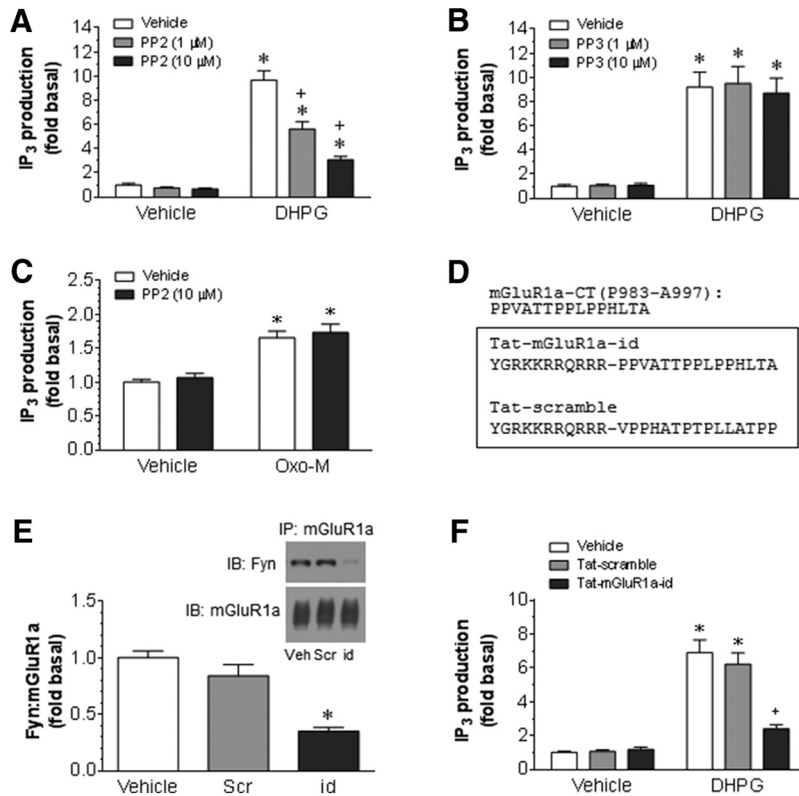 A
Vehicle
PP2 (1 µM)
PP2 (10 µM)
IP3 production
(fold basal)
14
12
10
8
6
4
2
0
*
+
*
+
*
Vehicle
DHPG
B
Vehicle
PP3 (1 µM)
PP3 (10 µM)
IP3 production
(fold basal)
14
12
10
8
6
4
2
0
* * *
Vehicle
DHPG
C
Vehicle
PP2 (10 µM)
IP3 production
(fold basal)
2.5
2.0
1.5
1.0
0.5
0.0
* *
Vehicle
Oxo-M
D
mGluR1a-CT(P983-A997):
PPVATTPPLPPHLTA
Tat-mGluR1a-id
YGRKKRRQRRR-PPVATTPPLPPHLTA
Tat-scramble
YGRKKRRQRRR-VPPHATPTPLLATPP
E
IP: mGluR1a
IB: Fyn
IB: mGluR1a
Veh Scr id
Fyn:mGluR1a
(fold basal)
1.5
1.0
0.5
0.0
*
Vehicle
Scr
id
F
Vehicle
Tat-scramble
Tat-mGluR1a-id
IP3 production
(fold basal)
10
8
6
4
2
0
* *
+
Vehicle
DHPG